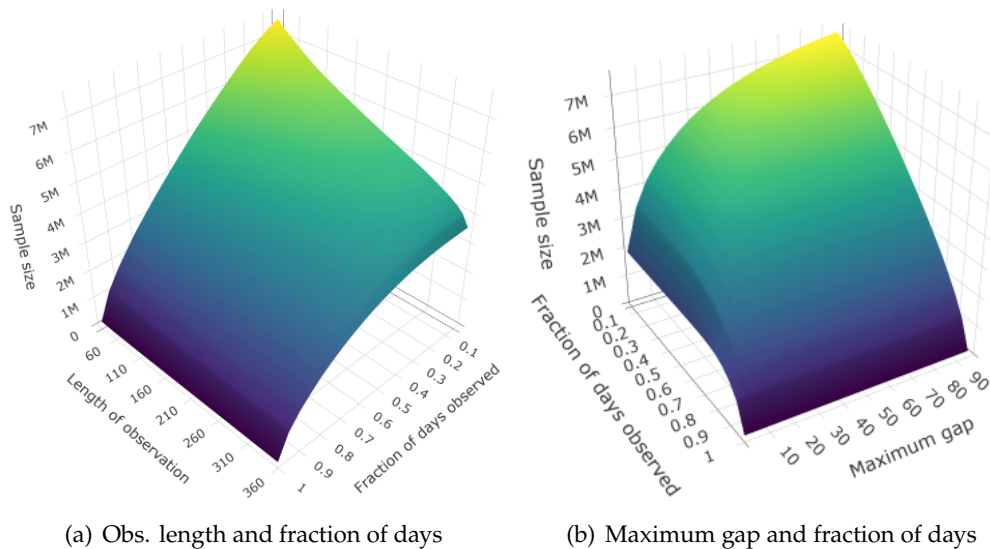 7M
6M
5M
4M
3M
2M
1M
0
Sample size
60
110
160
210
260
310
360
Length of observation
0.1
0.2
0.3
0.4
0.5
0.6
0.7
0.8
0.9
1
Fraction of days observed
7M
6M
5M
4M
3M
2M
1M
0
Sample size
0.1
0.2
0.3
0.4
0.5
0.6
0.7
0.8
0.9
1
Fraction of days observed
10
20
30
40
50
60
70
80
90
Maximum gap
(a) Obs. length and fraction of days
(b) Maximum gap and fraction of days